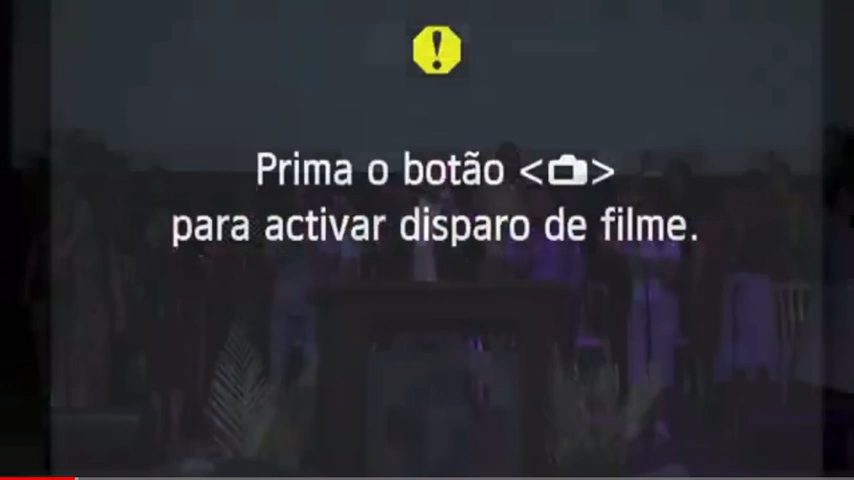 Prima o botão <📷>
para activar disparo de filme.